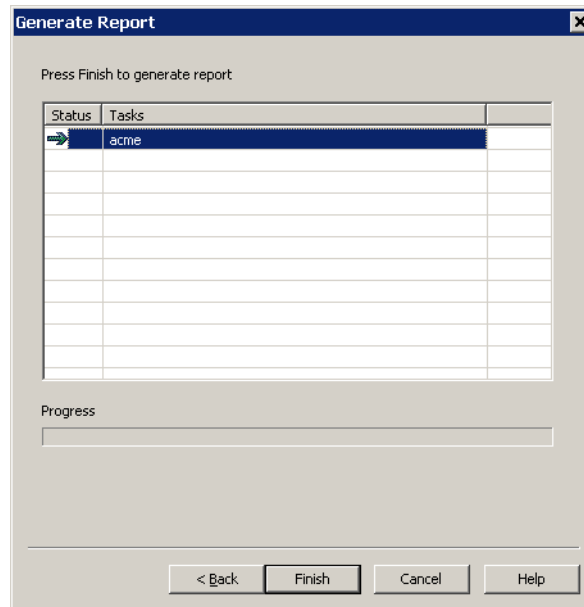 Generate Report
Press Finish to generate report
Status Tasks
acme
Progress
< Back Finish Cancel Help